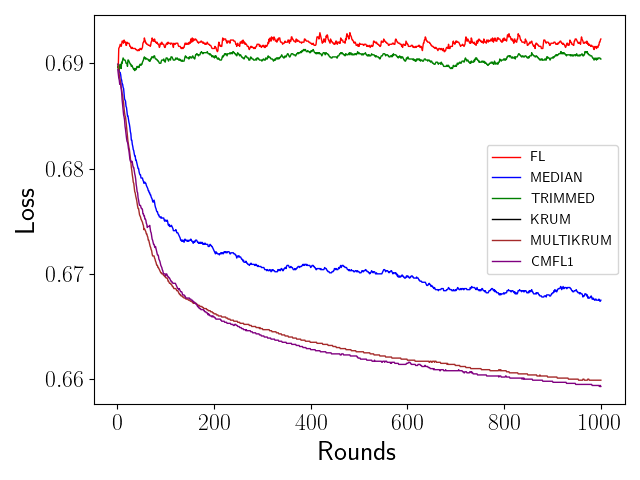 0.69
0.68
0.67
0.66
Loss
FL
MEDIAN
TRIMMED
KRUM
MULTIKRUM
CMFL1
0 200 400 600 800 1000
Rounds